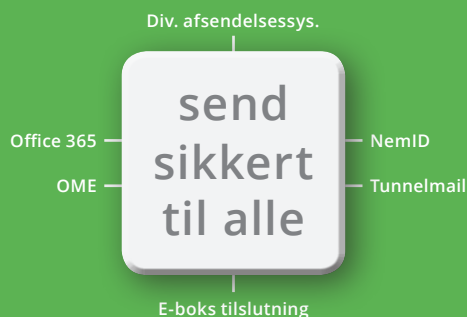 Div. afsendelsessys.
send
sikkert
til alle
Office 365
OME
NemID
Tunnelmail
E-boks tilslutning